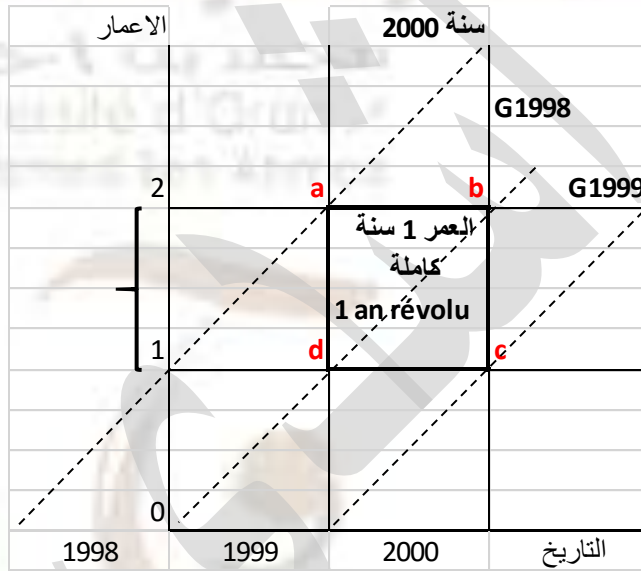 الاعمار
سنة 2000
G1998
2
a
b
G1999
العمر 1 سنة
كاملة
1 an révolu
1
d
c
0
1998
1999
2000
التاريخ